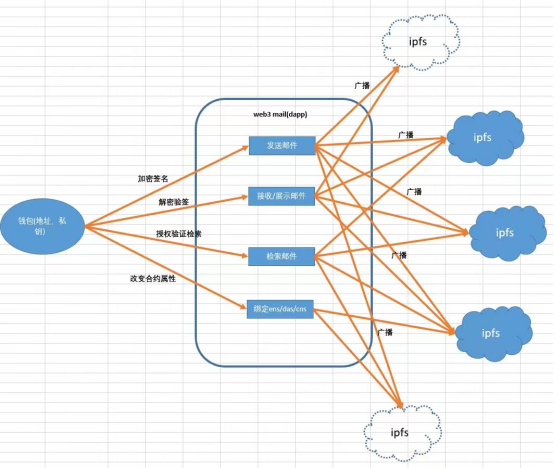 ipfs
广播
web3 mail(dapp)
发送邮件
广播
ipfs
加密签名
解密验签
接收/展示邮件
广播
钱包(地址、私
钥)
授权验证检索
ipfs
检索邮件
广播
改变合约属性
绑定ens/das/cns
广播
ipfs
ipfs